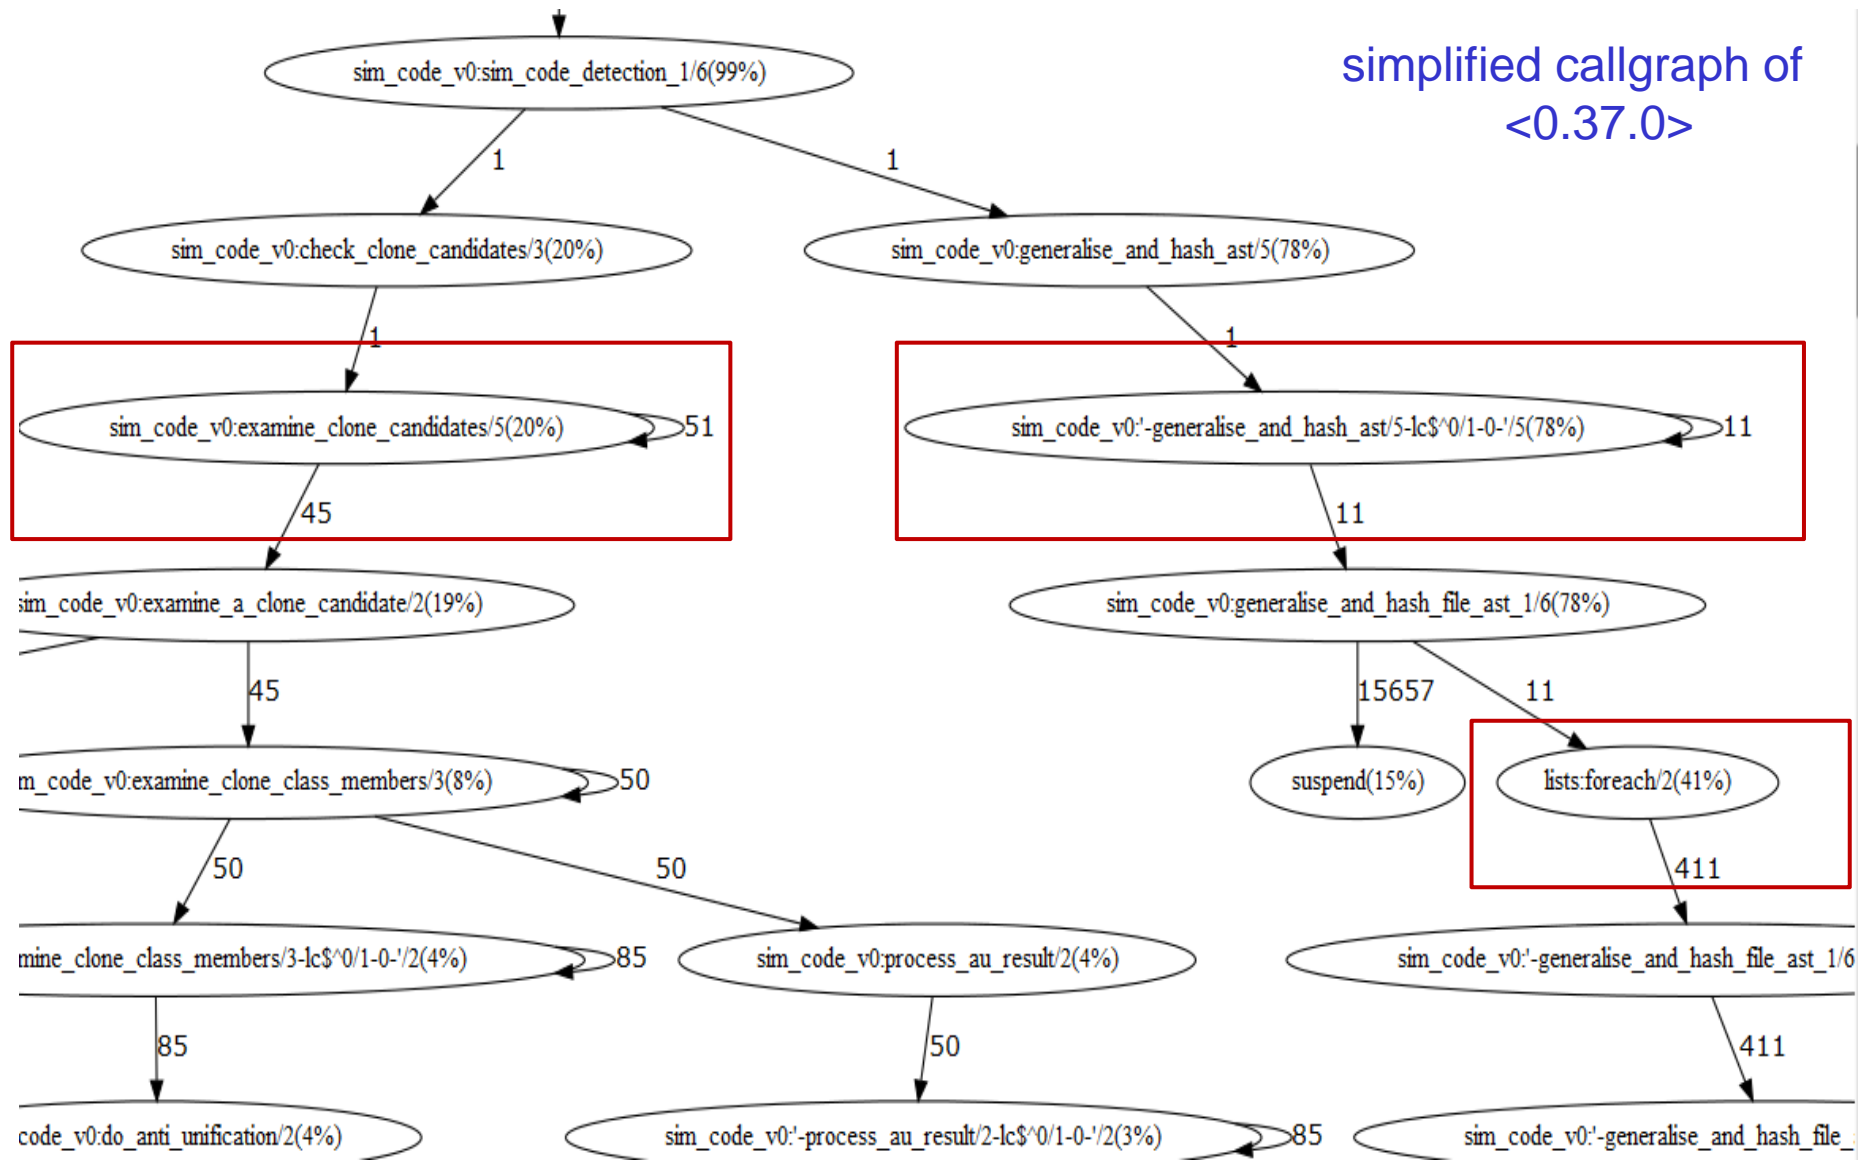 simplified callgraph of
<0.37.0>
sim_code_v0:sim_code_detection_1/6(99%)
1
1
sim_code_v0:check_clone_candidates/3(20%)
sim_code_v0:generalise_and_hash_ast/5(78%)
1
1
sim_code_v0:examine_clone_candidates/5(20%)
51
sim_code_v0:'-generalise_and_hash_ast/5-lc$^0/1-0-'/5(78%)
11
45
11
sim_code_v0:examine_a_clone_candidate/2(19%)
sim_code_v0:generalise_and_hash_file_ast_1/6(78%)
45
15657
11
m_code_v0:examine_clone_class_members/3(8%)
50
suspend(15%)
lists:foreach/2(41%)
50
50
411
mine_clone_class_members/3-lc$^0/1-0-'/2(4%)
85
sim_code_v0:process_au_result/2(4%)
sim_code_v0:'-generalise_and_hash_file_ast_1/6
85
50
411
code_v0:do_anti_unification/2(4%)
sim_code_v0:'-process_au_result/2-lc$^0/1-0-'/2(3%)
85
sim_code_v0:'-generalise_and_hash_file_